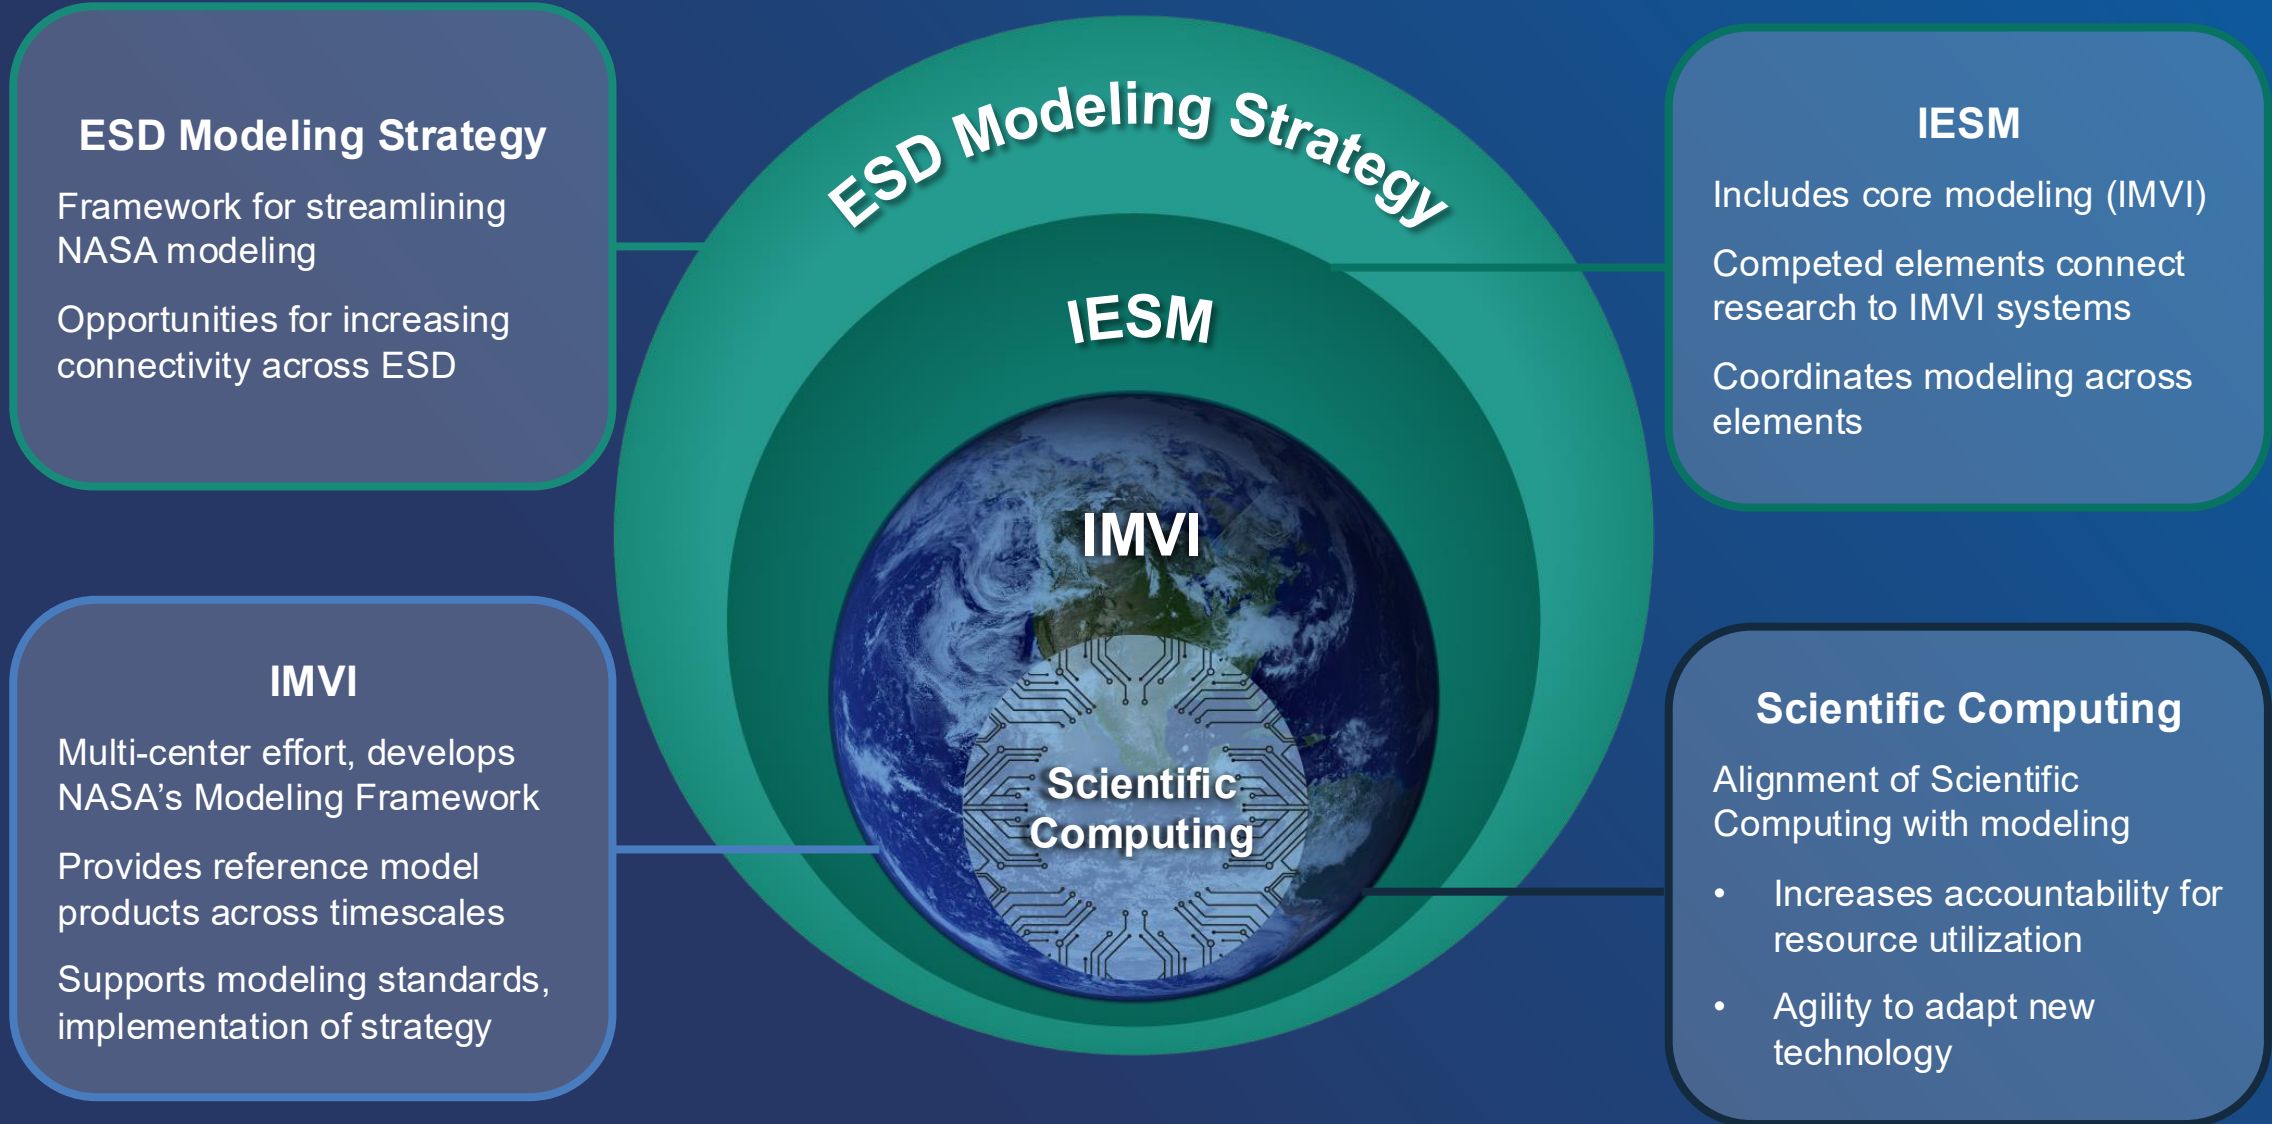 ESD Modeling Strategy
Framework for streamlining
NASA modeling
Opportunities for increasing
connectivity across ESD
ESD Modeling Strategy
IESM
IMVI
Scientific
Computing
IESM
Includes core modeling (IMVI)
Competed elements connect
research to IMVI systems
Coordinates modeling across
elements
IMVI
Multi-center effort, develops
NASA’s Modeling Framework
Provides reference model
products across timescales
Supports modeling standards,
implementation of strategy
Scientific Computing
Alignment of Scientific
Computing with modeling
• Increases accountability for
resource utilization
• Agility to adapt new
technology